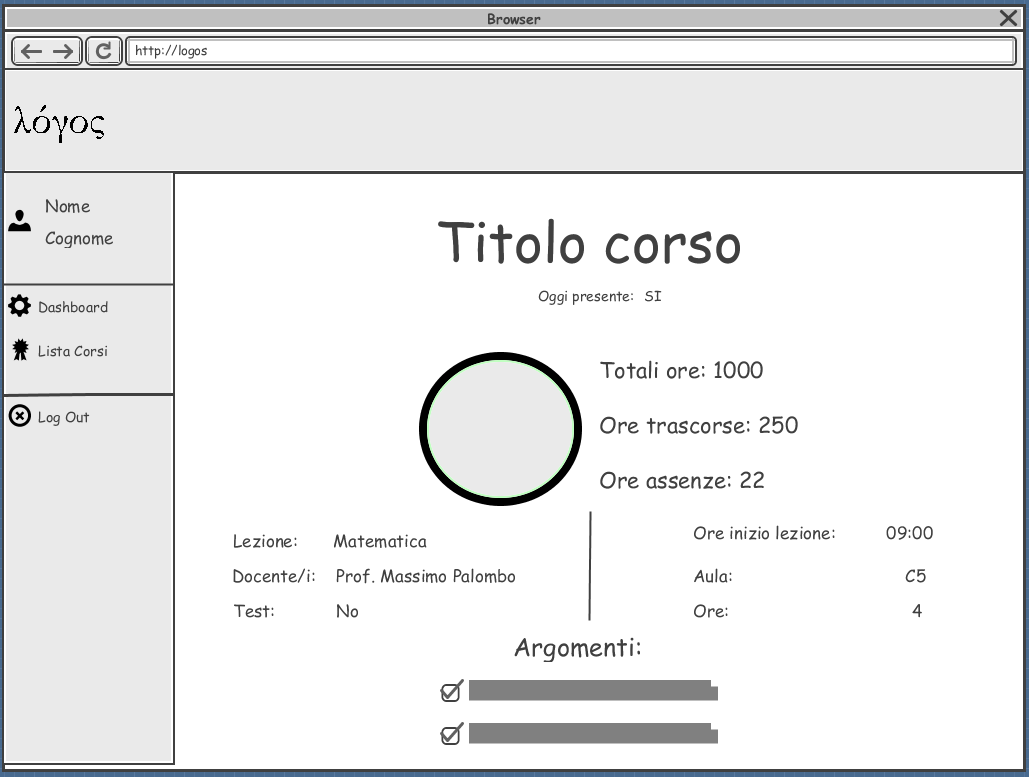 Browser
http://logos
λόγος
Nome
Cognome
Dashboard
Lista Corsi
Log Out
Titolo corso
Oggi presente: SI
Totali ore: 1000
Ore trascorse: 250
Ore assenze: 22
Lezione: Matematica
Docente/i: Prof. Massimo Palombo
Test: No
Ore inizio lezione: 09:00
Aula: C5
Ore: 4
Argomenti: